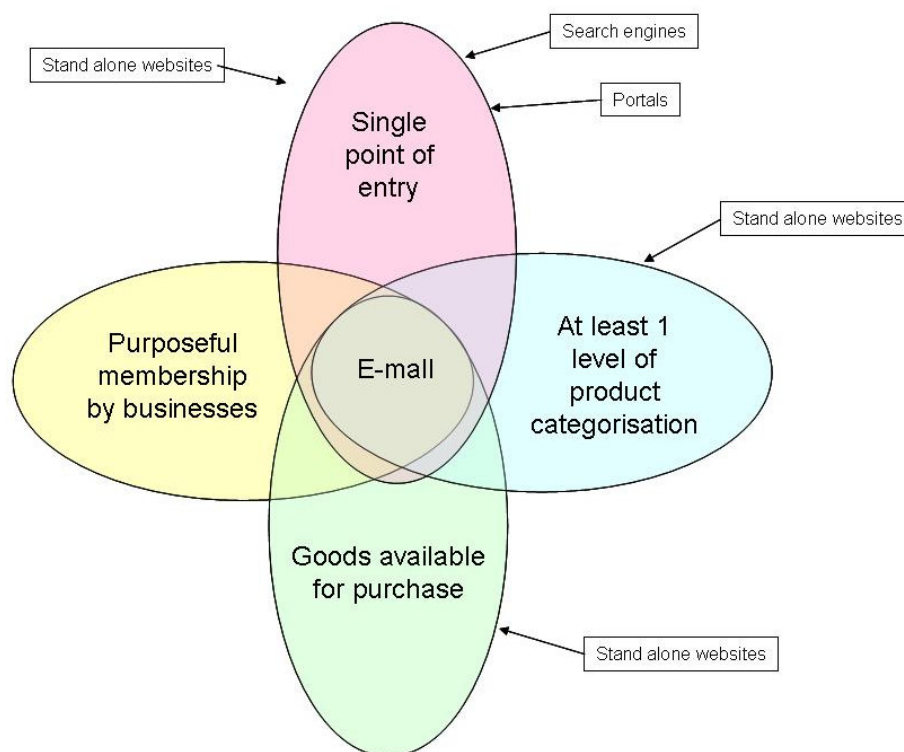 Search engines
Stand alone websites
Portals
Single
point of
entry
Stand alone websites
Purposeful
membership
by businesses
E-mall
At least 1
level of
product
categorisation
Goods available
for purchase
Stand alone websites